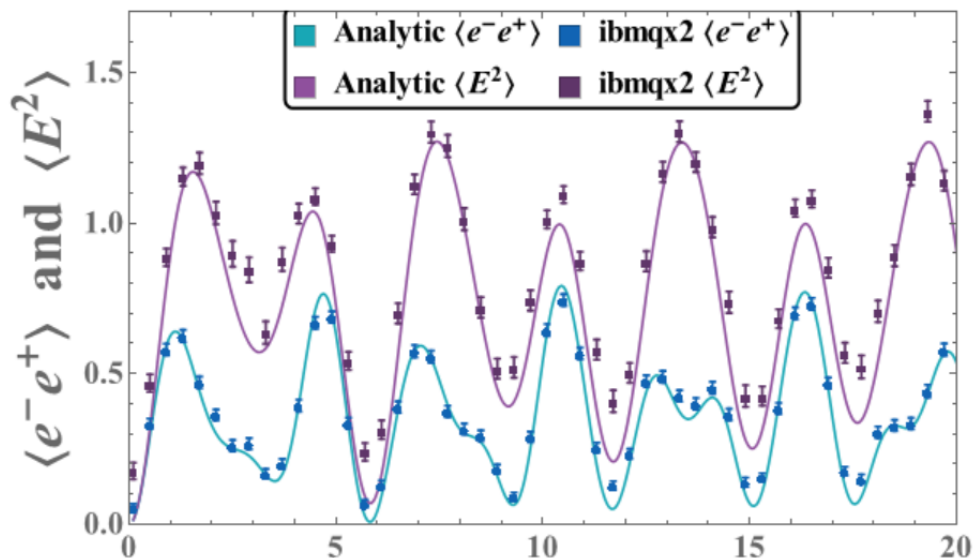 Analytic ⟨e⁻e⁺⟩ ibmqx2 ⟨e⁻e⁺⟩
Analytic ⟨E²⟩ ibmqx2 ⟨E²⟩
⟨e⁻e⁺⟩ and ⟨E²⟩
1.5
1.0
0.5
0.0
0 5 10 15 20